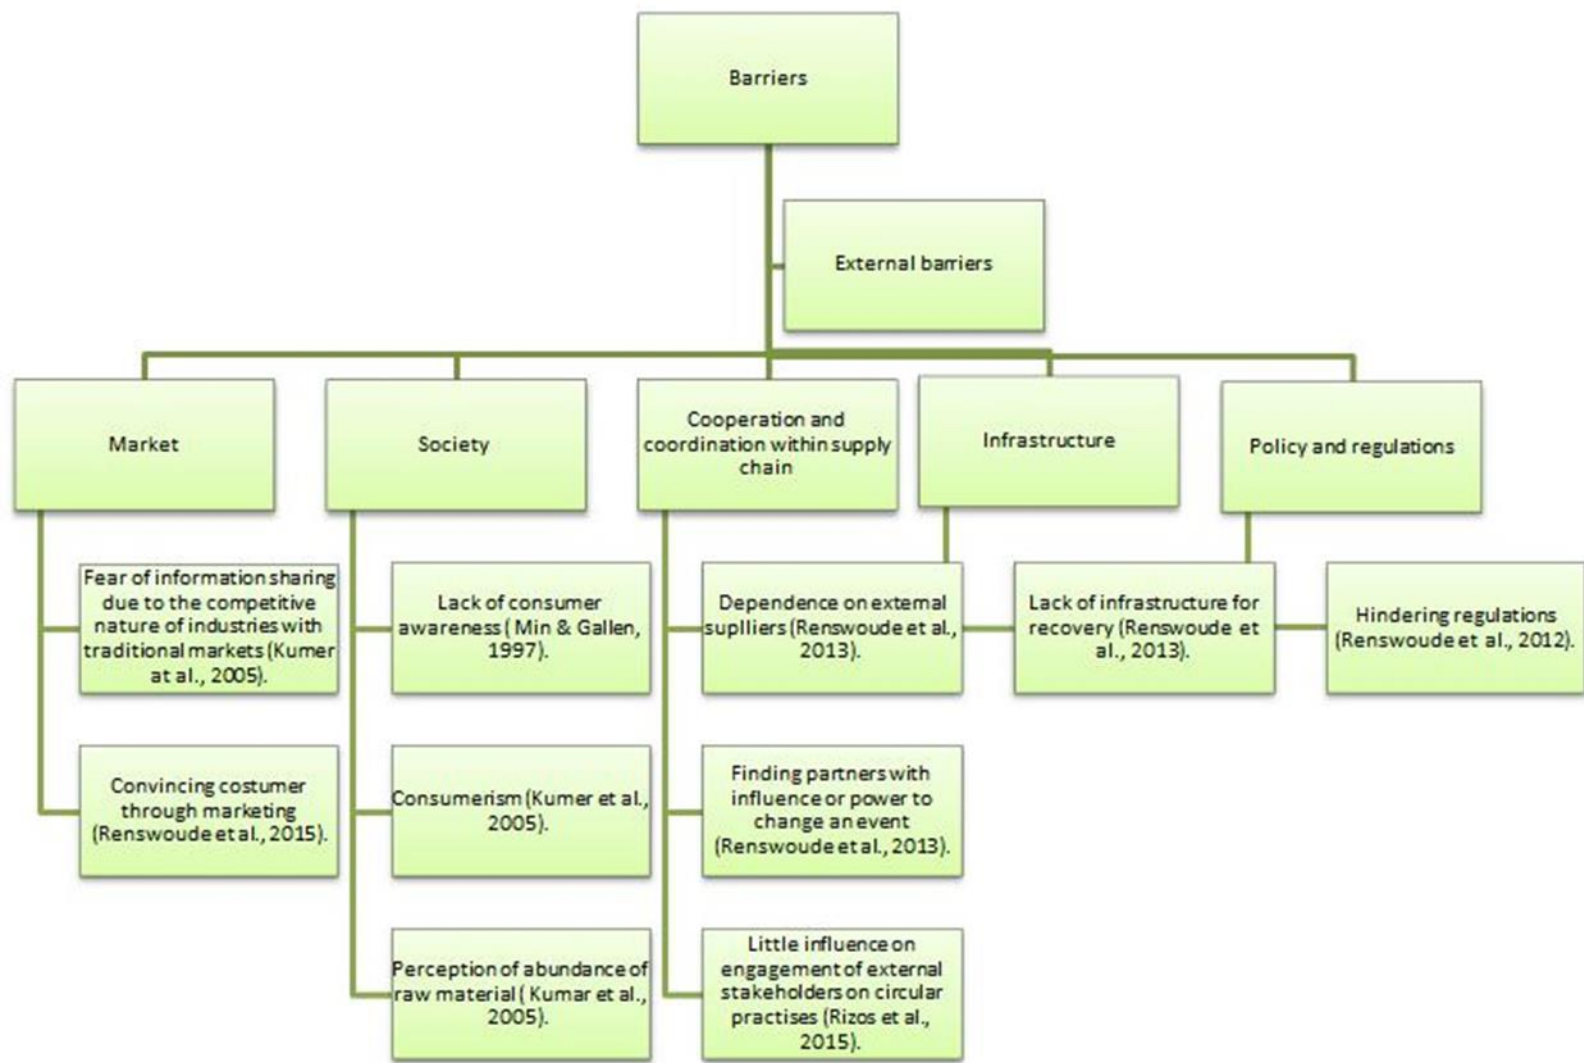 Barriers
External barriers
Market
Society
Cooperation and
coordination within supply
chain
Infrastructure
Policy and regulations
Fear of information sharing
due to the competitive
nature of industries with
traditional markets (Kumer
at al., 2005).
Lack of consumer
awareness ( Min & Gallen,
1997).
Dependence on external
suplliers (Renswoude et al.,
2013).
Lack of infrastructure for
recovery (Renswoude et
al., 2013).
Hindering regulations
(Renswoude et al., 2012).
Convincing costumer
through marketing
(Renswoude et al., 2015).
Consumerism (Kumer et al.,
2005).
Finding partners with
influence or power to
change an event
(Renswoude et al., 2013).
Perception of abundance of
raw material ( Kumar et al.,
2005).
Little influence on
engagement of external
stakeholders on circular
practises (Rizos et al.,
2015).